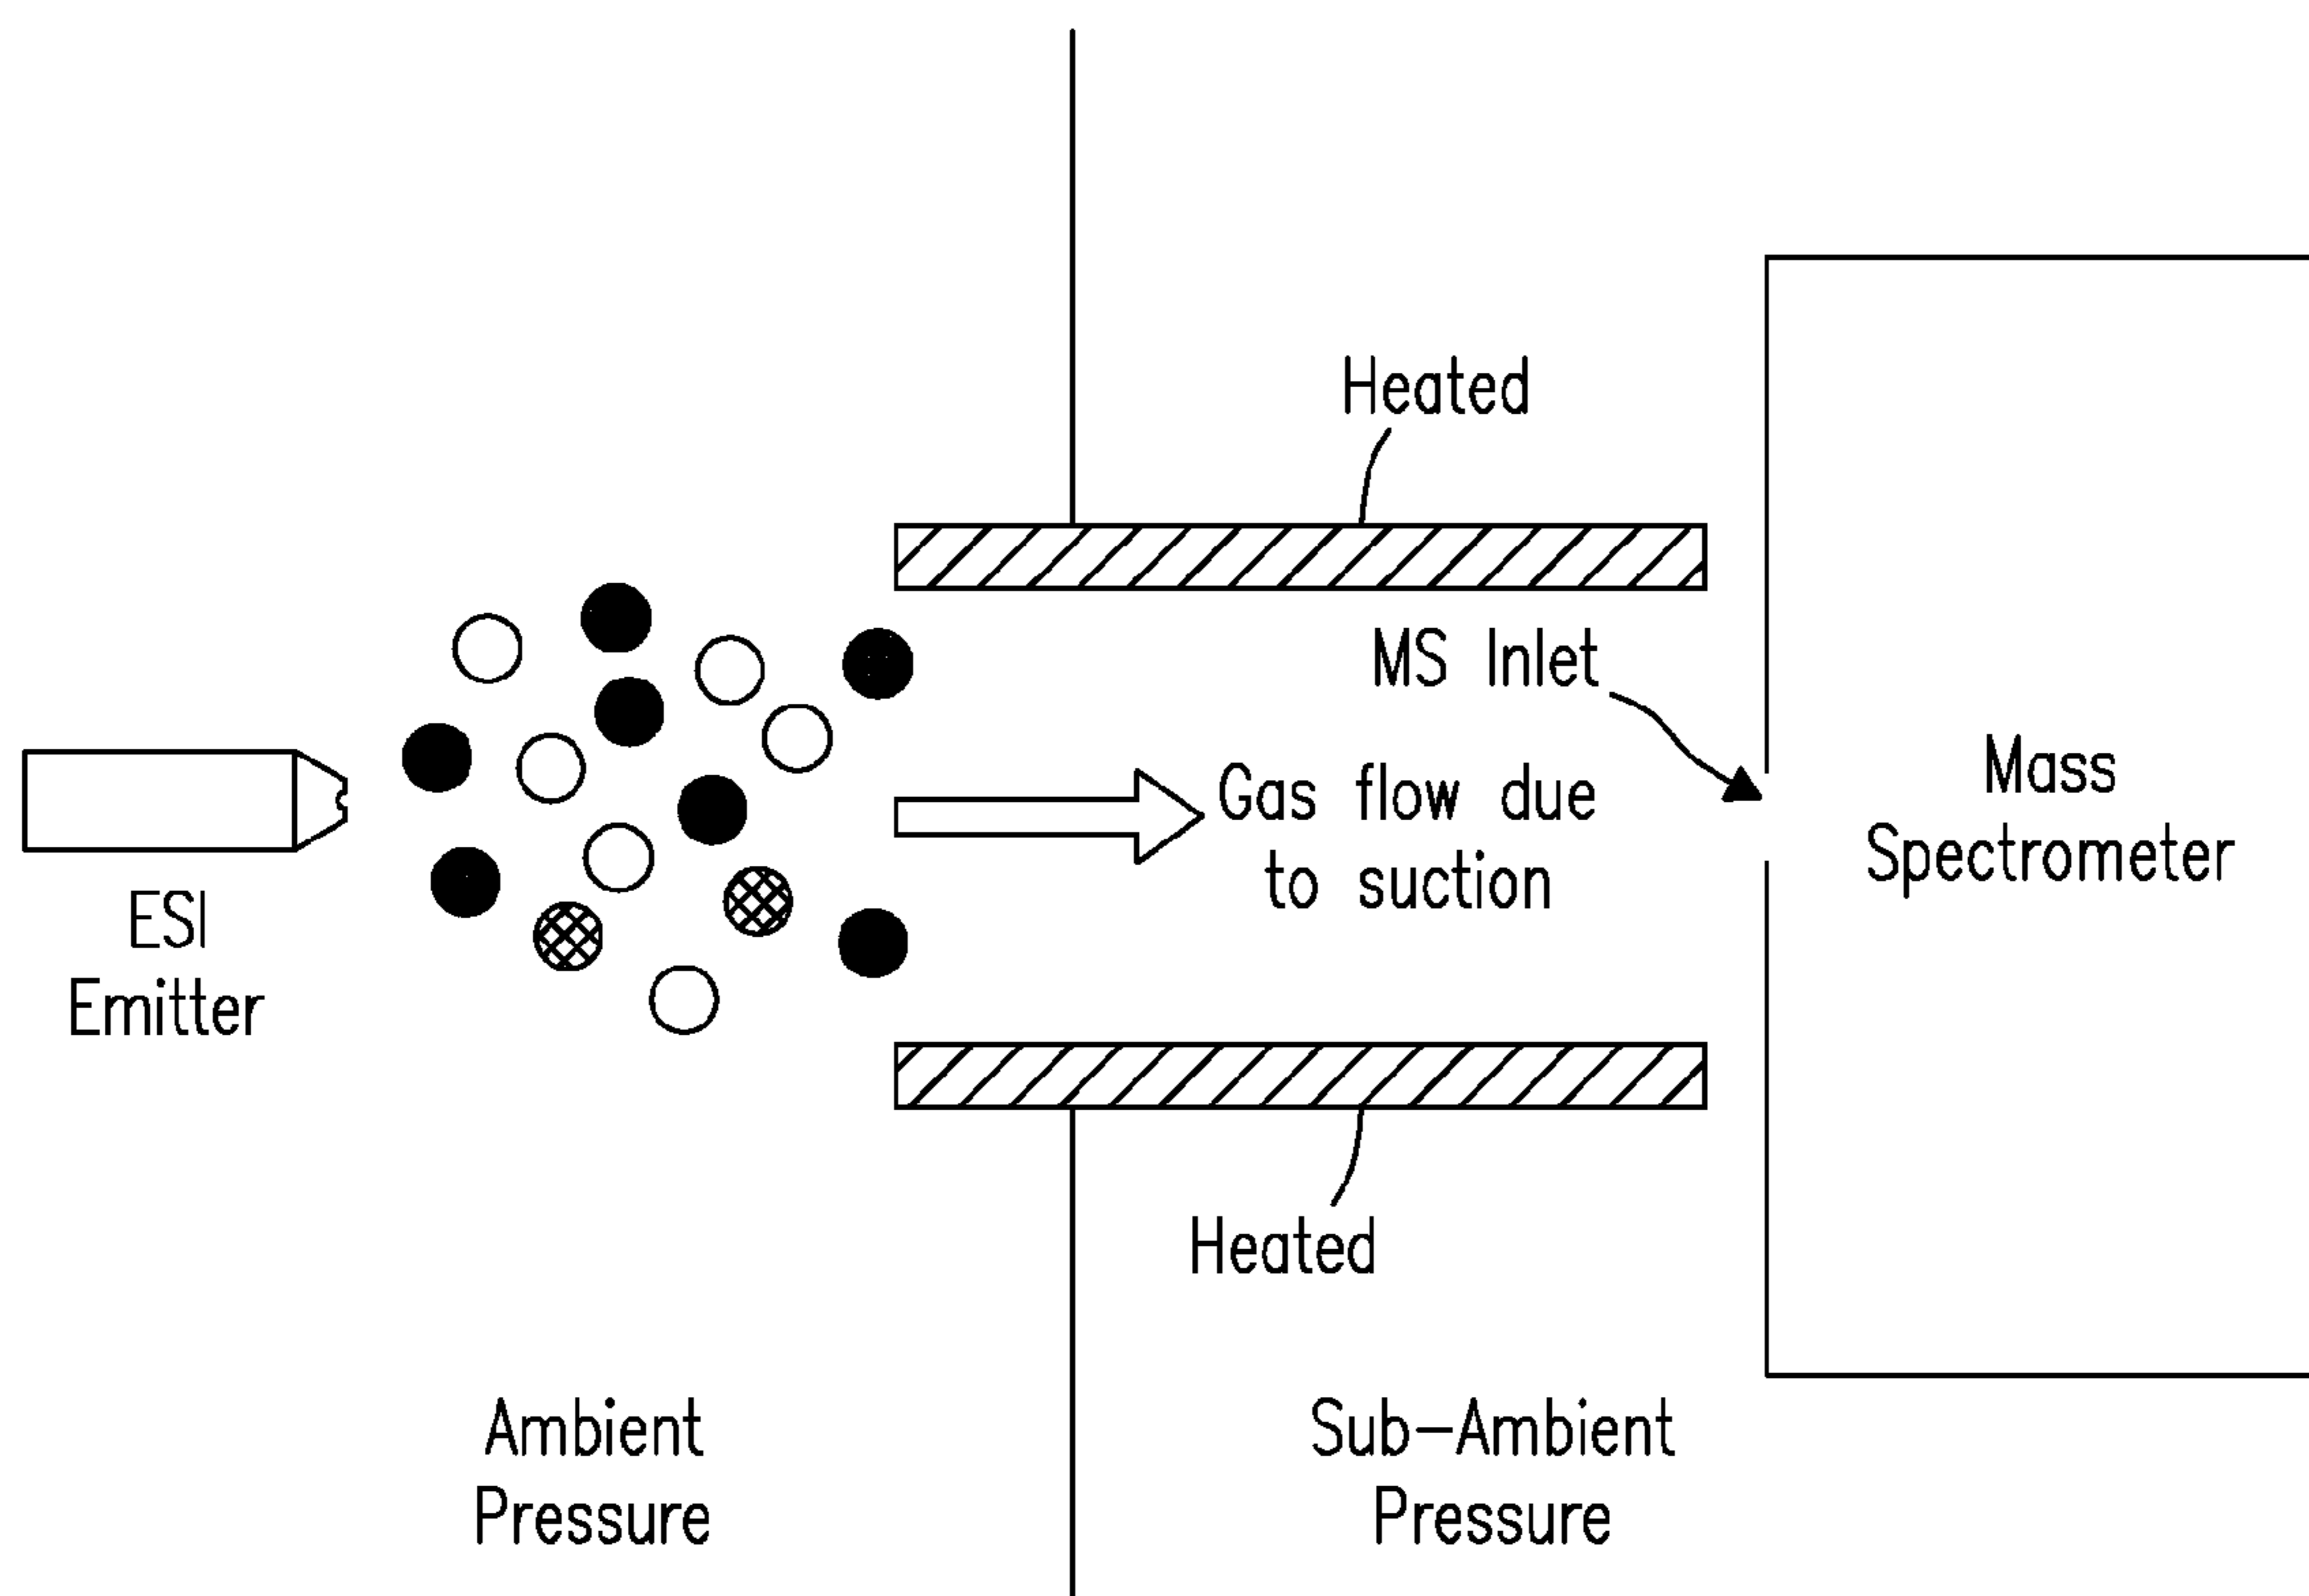 Heated
MS Inlet
Gas flow due
to suction
Mass
Spectrometer
ESI
Emitter
Heated
Ambient
Pressure
Sub-Ambient
Pressure